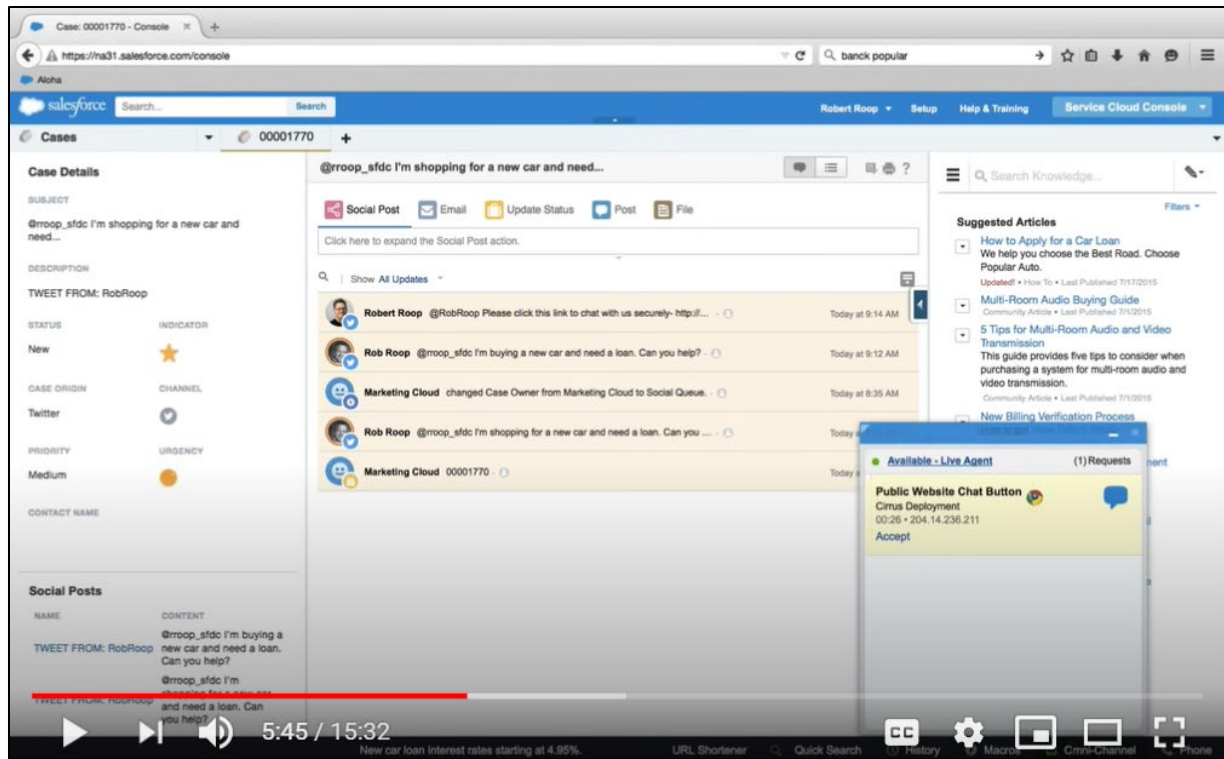 Case: 00001770 - Console
https://na31.salesforce.com/console
banck popular
Aloha
salesforce
Search...
Search
Robert Roop
Setup
Help & Training
Service Cloud Console
Cases
00001770
Case Details
SUBJECT
@rroop_sfdc I'm shopping for a new car and
need...
DESCRIPTION
TWEET FROM: RobRoop
STATUS
INDICATOR
New
CASE ORIGIN
CHANNEL
Twitter
PRIORITY
URGENCY
Medium
CONTACT NAME
Social Posts
NAME
CONTENT
TWEET FROM: RobRoop
@rroop_sfdc I'm buying a
new car and need a loan.
Can you help?
TWEET FROM: RobRoop
@rroop_sfdc I'm
shopping for a new car
and need a loan. Can
you help?
@rroop_sfdc I'm shopping for a new car and need...
Social Post
Email
Update Status
Post
File
Click here to expand the Social Post action.
Show All Updates
Robert Roop @RobRoop Please click this link to chat with us securely- http://...
Today at 9:14 AM
Rob Roop @rroop_sfdc I'm buying a new car and need a loan. Can you help?
Today at 9:12 AM
Marketing Cloud changed Case Owner from Marketing Cloud to Social Queue.
Today at 8:35 AM
Rob Roop @rroop_sfdc I'm shopping for a new car and need a loan. Can you ...
Today
Marketing Cloud 00001770
Today
Search Knowledge...
Filters
Suggested Articles
How to Apply for a Car Loan
We help you choose the Best Road. Choose
Popular Auto.
Updated! • How To • Last Published 7/17/2015
Multi-Room Audio Buying Guide
Community Article • Last Published 7/1/2015
5 Tips for Multi-Room Audio and Video
Transmission
This guide provides five tips to consider when
purchasing a system for multi-room audio and
video transmission.
Community Article • Last Published 7/1/2015
New Billing Verification Process
Available - Live Agent
(1) Requests
Public Website Chat Button
Cirrus Deployment
00:26 • 204.14.236.211
Accept
5:45 / 15:32
CC
New car loan interest rates starting at 4.95%.
URL Shortener
Quick Search
History
Macros
Omni-Channel
Phone